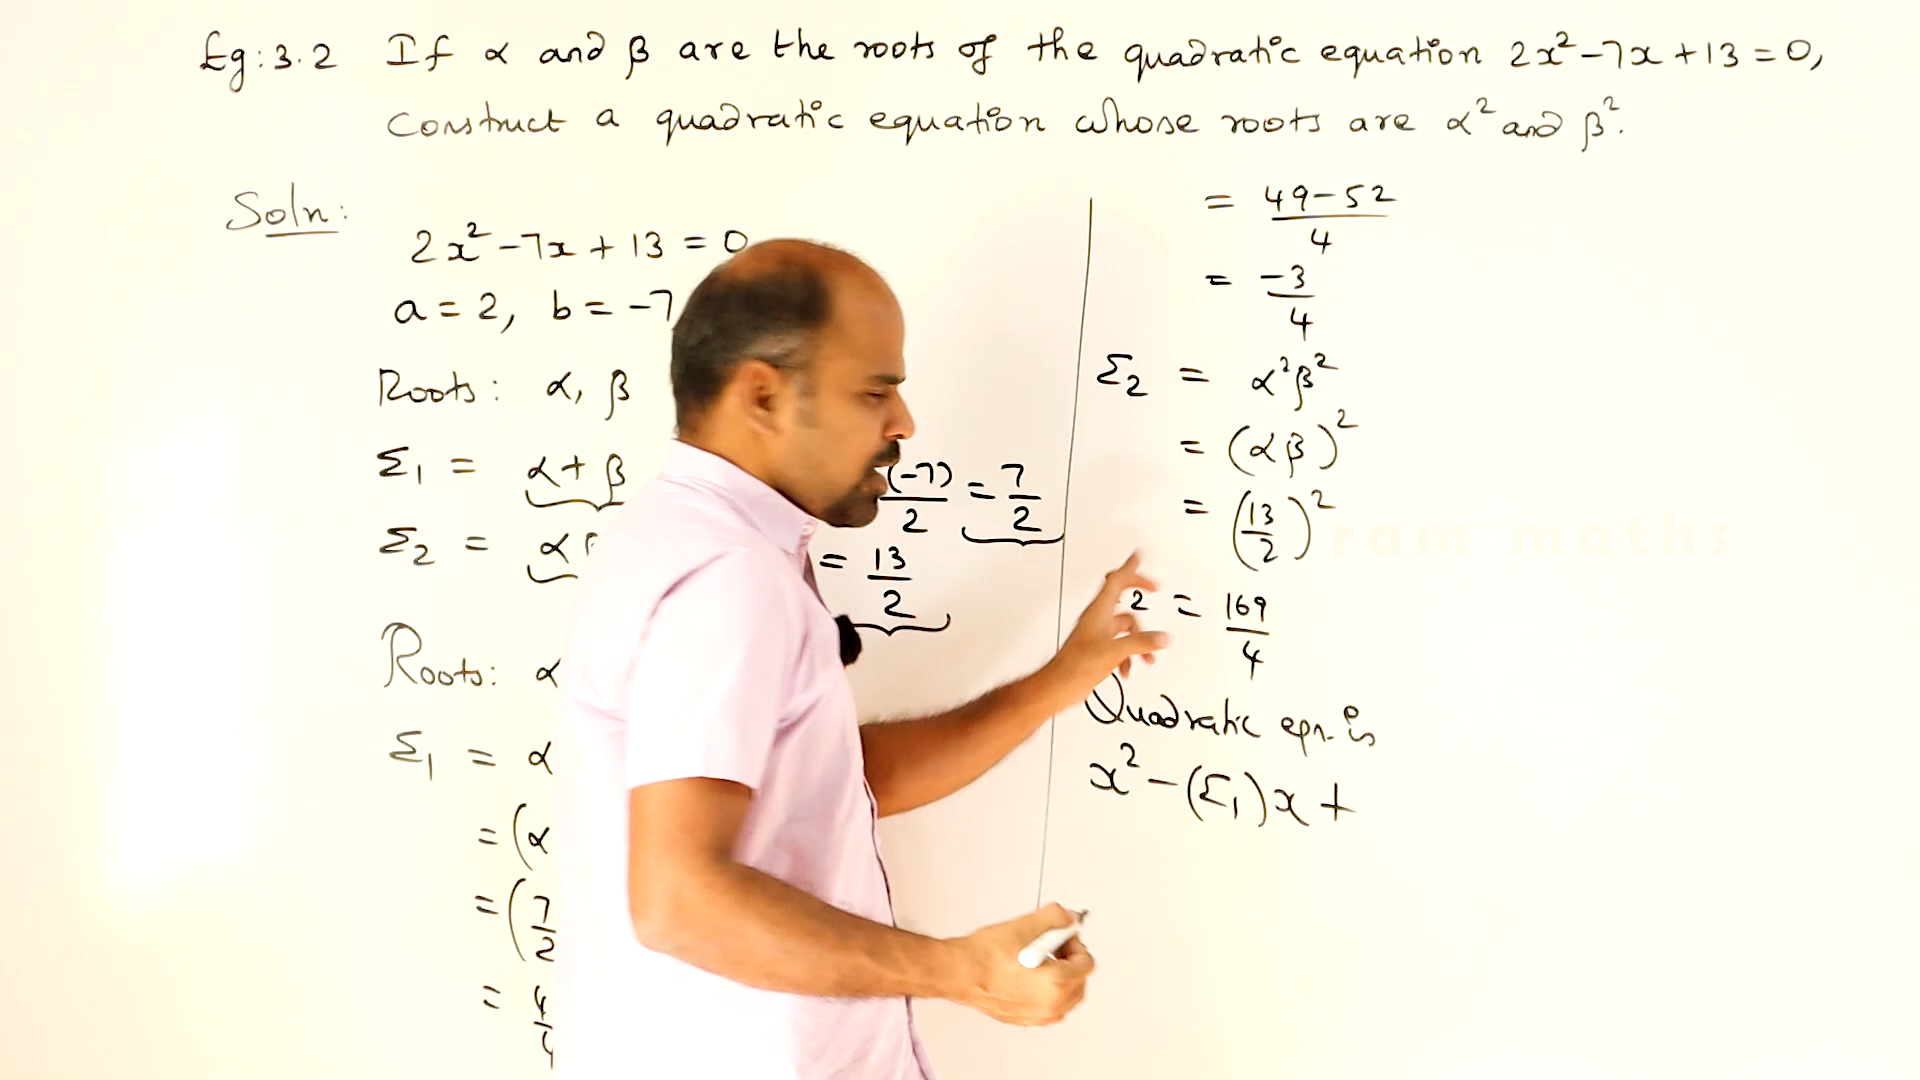 Eg: 3.2 If α and β are the roots of the quadratic equation 2x² - 7x + 13 = 0,
construct a quadratic equation whose roots are α² and β².
Soln:
2x² - 7x + 13 = 0
a = 2, b = -7
Roots: α, β
Σ₁ = α + β (-7)/2 = 7/2
Σ₂ = α = 13/2
Roots: α
Σ₁ = α
= (α
= (7/2
=
= 49 - 52/4
= -3/4
Σ₂ = α²β²
= (αβ)²
= (13/2)²
2 = 169/4
Quadratic eqn. is
x² - (Σ₁)x +
ram maths